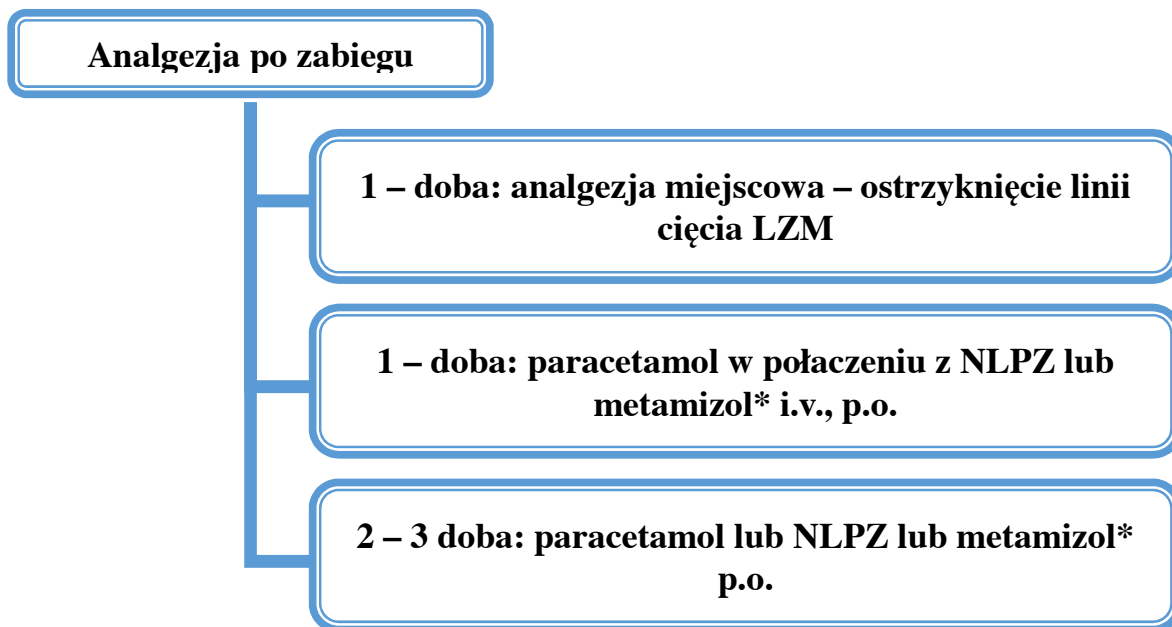 Analgezja po zabiegu
1 – doba: analgezja miejscowa – ostrzyknięcie linii
cięcia LZM
1 – doba: paracetamol w połaczeniu z NLPZ lub
metamizol* i.v., p.o.
2 – 3 doba: paracetamol lub NLPZ lub metamizol*
p.o.